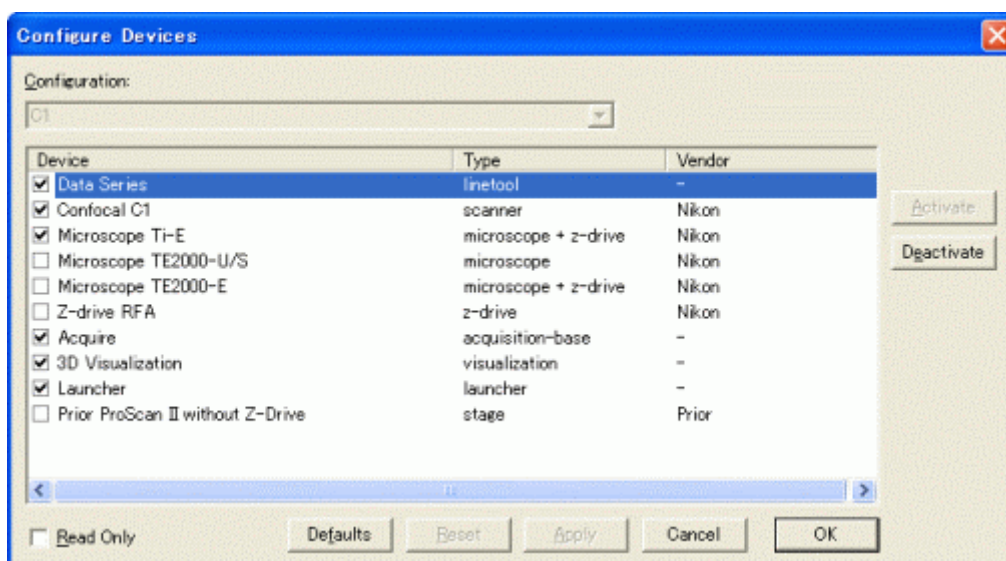 Configure Devices
Configuration:
C1
Device Type Vendor
Data Series linetool -
Confocal C1 scanner Nikon
Microscope Ti-E microscope + z-drive Nikon
Microscope TE2000-U/S microscope Nikon
Microscope TE2000-E microscope + z-drive Nikon
Z-drive RFA z-drive Nikon
Acquire acquisition-base -
3D Visualization visualization -
Launcher launcher -
Prior ProScan II without Z-Drive stage Prior
Activate
Deactivate
Read Only Defaults Reset Apply Cancel OK